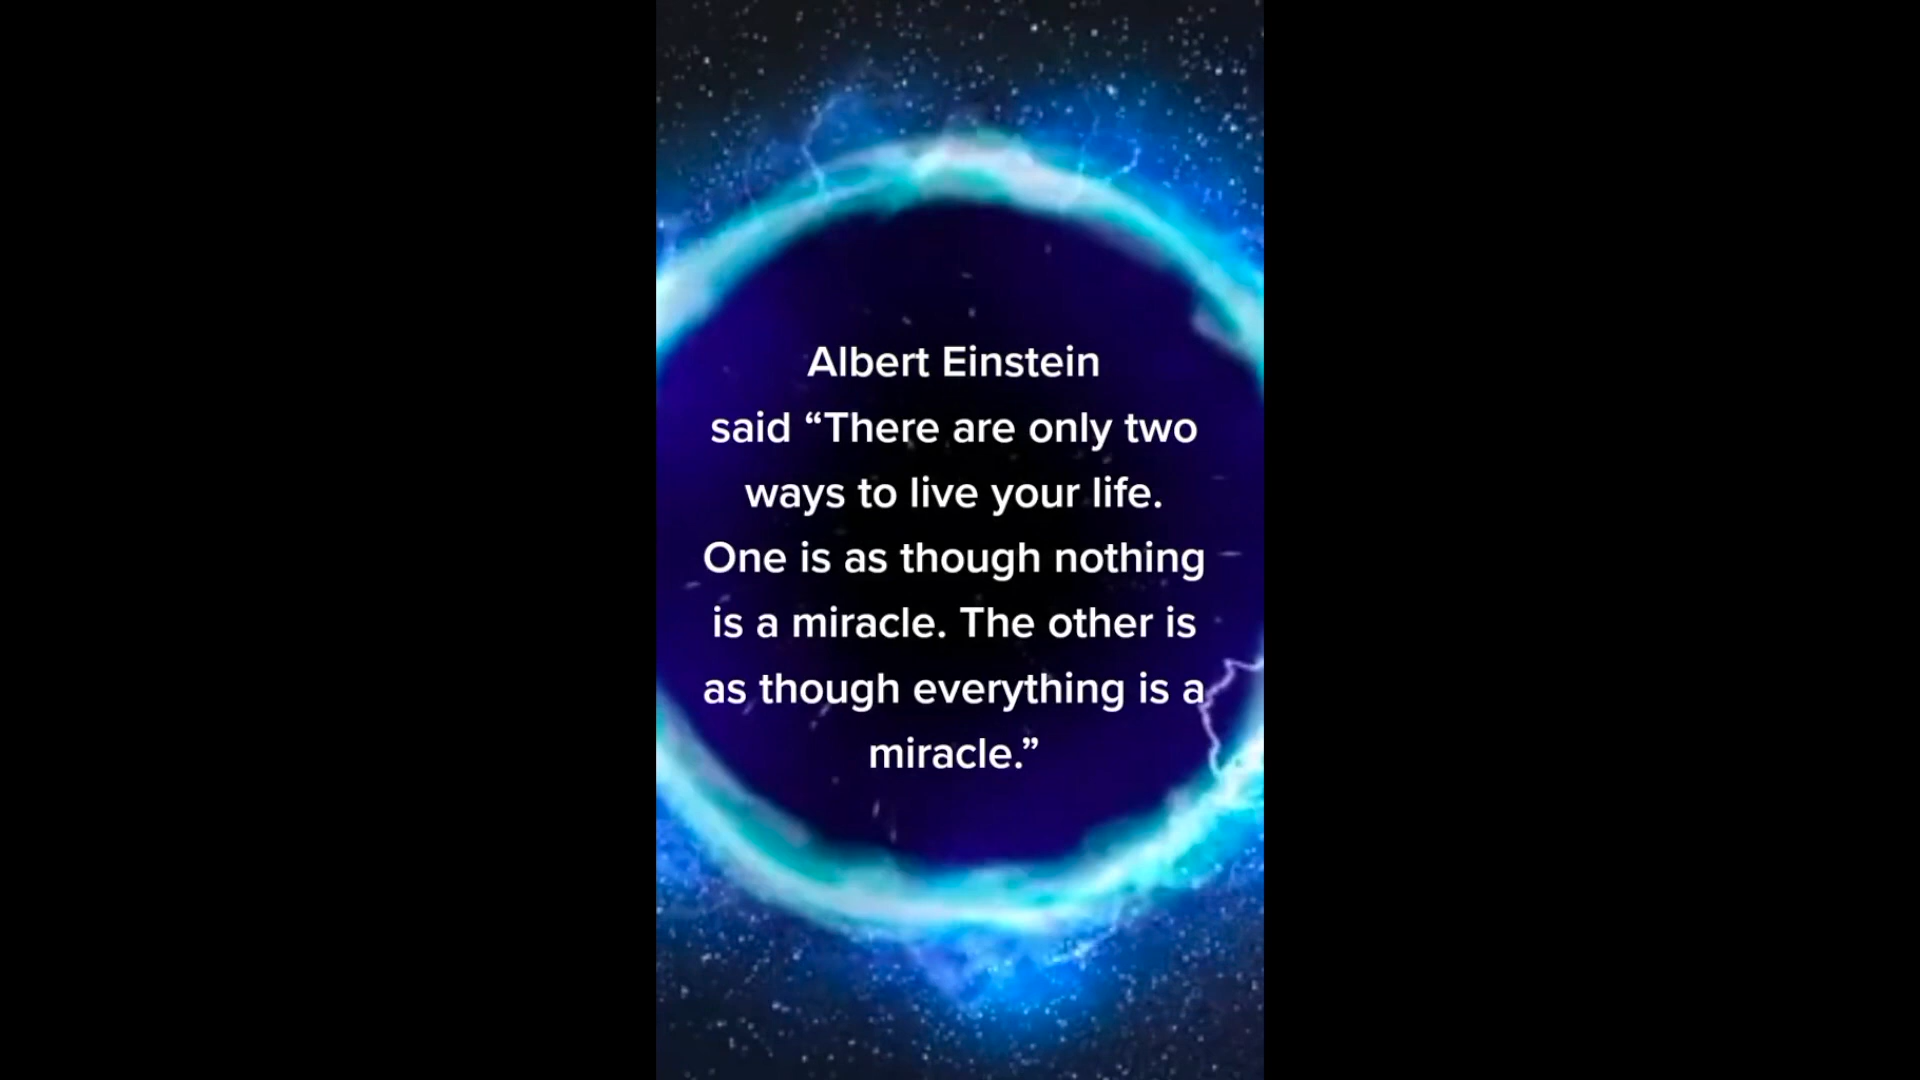 Albert Einstein
said “There are only two
ways to live your life.
One is as though nothing
is a miracle. The other is
as though everything is a
miracle.”